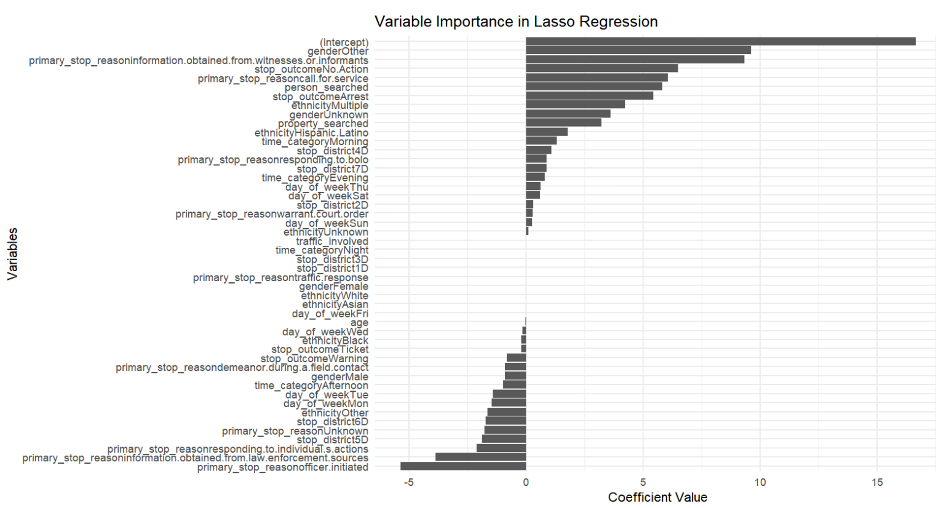 Variable Importance in Lasso Regression
(Intercept)
genderOther
primary_stop_reasoninformation.obtained.from.witnesses.or.informants
stop_outcomeNo.Action
primary_stop_reasoncall.for.service
person_searched
stop_outcomeArrest
ethnicityMultiple
genderUnknown
property_searched
ethnicityHispanic.Latino
time_categoryMorning
stop_district4D
primary_stop_reasonresponding.to.bolo
stop_district7D
time_categoryEvening
day_of_weekThu
day_of_weekSat
stop_district2D
primary_stop_reasonwarrant.court.order
day_of_weekSun
ethnicityUnknown
traffic_involved
time_categoryNight
stop_district3D
stop_district1D
primary_stop_reasontraffic.response
genderFemale
ethnicityWhite
ethnicityAsian
day_of_weekFri
age
day_of_weekWed
ethnicityBlack
stop_outcomeTicket
stop_outcomeWarning
primary_stop_reasondemeanor.during.a.field.contact
genderMale
time_categoryAfternoon
day_of_weekTue
day_of_weekMon
ethnicityOther
stop_district6D
primary_stop_reasonUnknown
stop_district5D
primary_stop_reasonresponding.to.individual.s.actions
primary_stop_reasoninformation.obtained.from.law.enforcement.sources
primary_stop_reasonofficer.initiated
Variables
-5 0 5 10 15
Coefficient Value